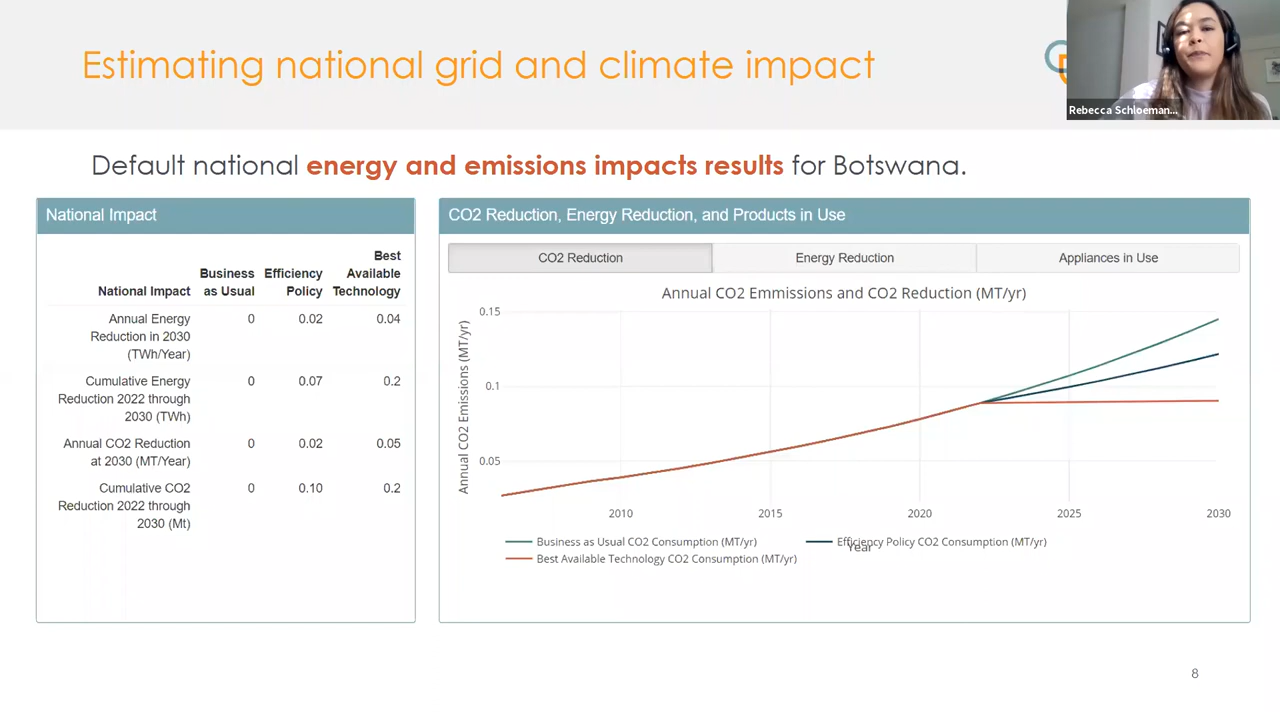 Estimating national grid and climate impact
Rebecca Schloeman...
Default national energy and emissions impacts results for Botswana.
National Impact
National Impact Business as Usual Efficiency Policy Best Available Technology
Annual Energy Reduction in 2030 (TWh/Year) 0 0.02 0.04
Cumulative Energy Reduction 2022 through 2030 (TWh) 0 0.07 0.2
Annual CO2 Reduction at 2030 (MT/Year) 0 0.02 0.05
Cumulative CO2 Reduction 2022 through 2030 (Mt) 0 0.10 0.2
CO2 Reduction, Energy Reduction, and Products in Use
CO2 Reduction
Energy Reduction
Appliances in Use
Annual CO2 Emmissions and CO2 Reduction (MT/yr)
Annual CO2 Emissions (MT/yr)
0.15
0.1
0.05
2010 2015 2020 2025 2030
Year
Business as Usual CO2 Consumption (MT/yr)
Efficiency Policy CO2 Consumption (MT/yr)
Best Available Technology CO2 Consumption (MT/yr)
8